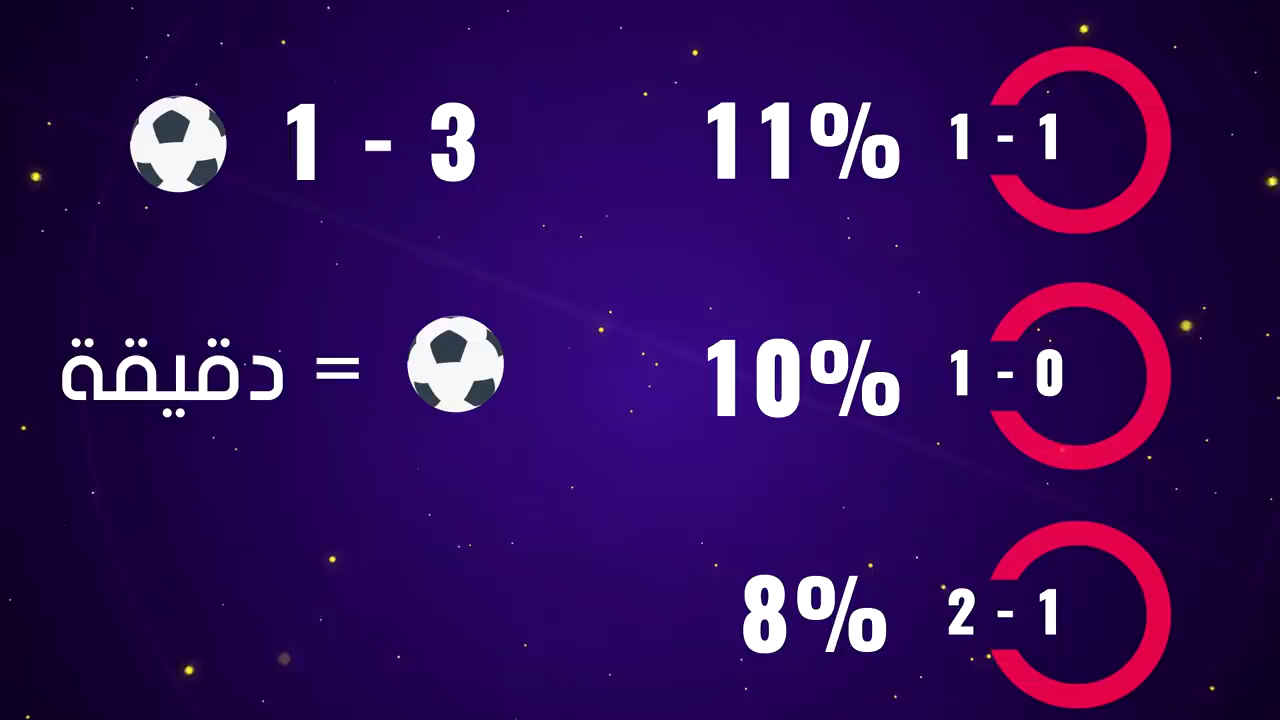 1 - 3
دقيقة =
11% 1 - 1
10% 1 - 0
8% 2 - 1